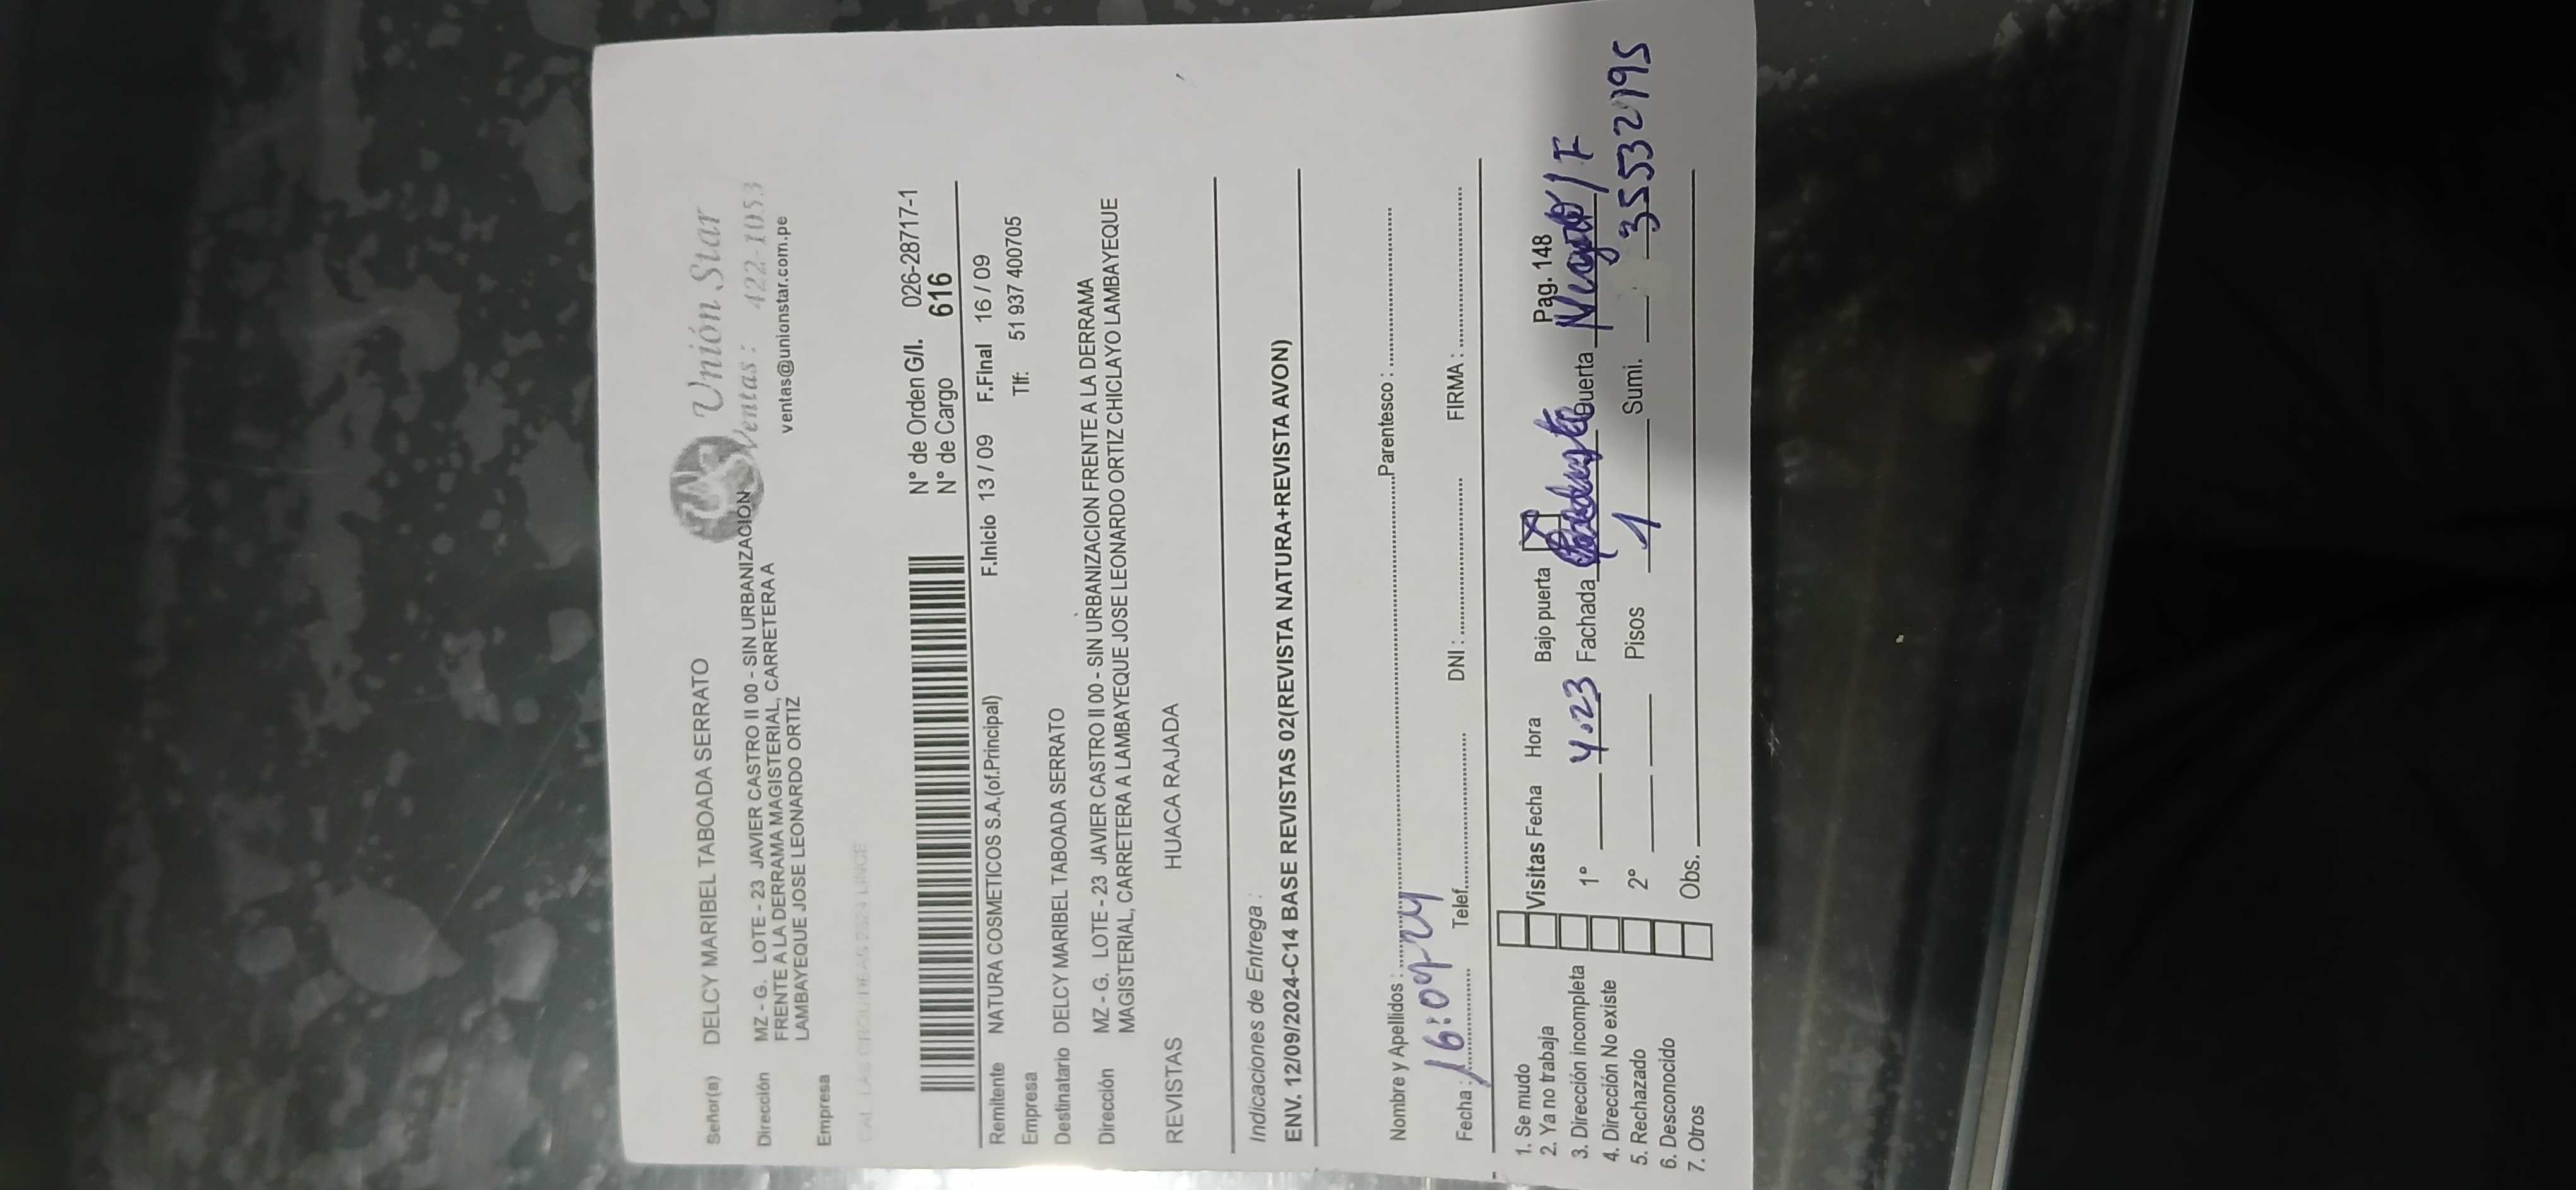 Unión Star
Ventas: 422-1053
ventas@unionstar.com.pe
Señor(a) DELCY MARIBEL TABOADA SERRATO
Dirección MZ - G. LOTE - 23 JAVIER CASTRO II 00 - SIN URBANIZACION
FRENTE A LA DERRAMA MAGISTERIAL, CARRETERA A
LAMBAYEQUE JOSE LEONARDO ORTIZ
Empresa
N° de Orden G/I. 026-28717-1
N° de Cargo 616
Remitente NATURA COSMETICOS S.A.(of.Principal) F.Inicio 13 / 09 F.Final 16 / 09
Empresa Tlf: 51 937 400705
Destinatario DELCY MARIBEL TABOADA SERRATO
Dirección MZ - G. LOTE - 23 JAVIER CASTRO II 00 - SIN URBANIZACION FRENTE A LA DERRAMA
MAGISTERIAL, CARRETERA A LAMBAYEQUE JOSE LEONARDO ORTIZ CHICLAYO LAMBAYEQUE
REVISTAS HUACA RAJADA
Indicaciones de Entrega :
ENV. 12/09/2024-C14 BASE REVISTAS 02(REVISTA NATURA+REVISTA AVON)
Nombre y Apellidos : Parentesco :
Fecha : 16:09-24 Telef. DNI : FIRMA :
1. Se mudo
2. Ya no trabaja
3. Dirección incompleta
4. Dirección No existe
5. Rechazado
6. Desconocido
7. Otros
Visitas Fecha Hora Bajo puerta X Pag. 148
1° 4:23 Fachada Puerta Negro / F
2° Pisos 1 Sumi. 35532195
Obs.